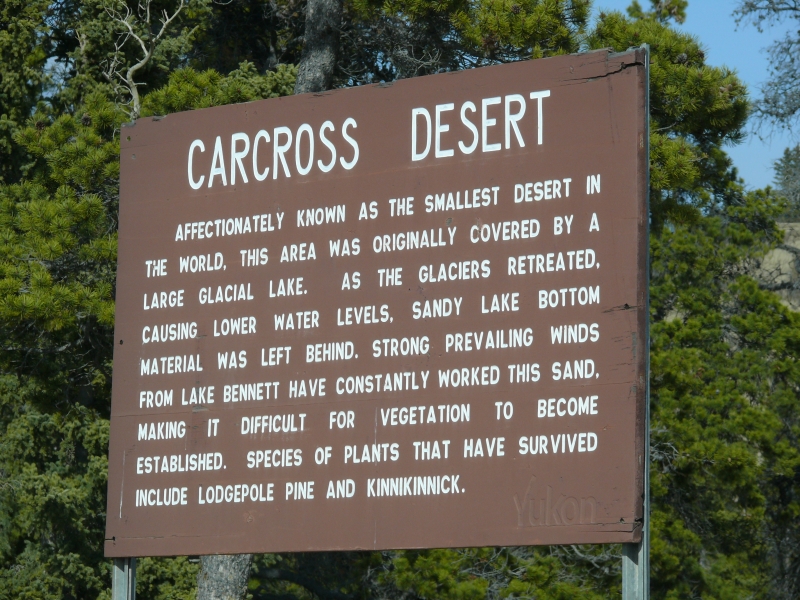 CARCROSS DESERT
AFFECTIONATELY KNOWN AS THE SMALLEST DESERT IN
THE WORLD, THIS AREA WAS ORIGINALLY COVERED BY A
LARGE GLACIAL LAKE. AS THE GLACIERS RETREATED,
CAUSING LOWER WATER LEVELS, SANDY LAKE BOTTOM
MATERIAL WAS LEFT BEHIND. STRONG PREVAILING WINDS
FROM LAKE BENNETT HAVE CONSTANTLY WORKED THIS SAND,
MAKING IT DIFFICULT FOR VEGETATION TO BECOME
ESTABLISHED. SPECIES OF PLANTS THAT HAVE SURVIVED
INCLUDE LODGEPOLE PINE AND KINNIKINNICK.
Yukon